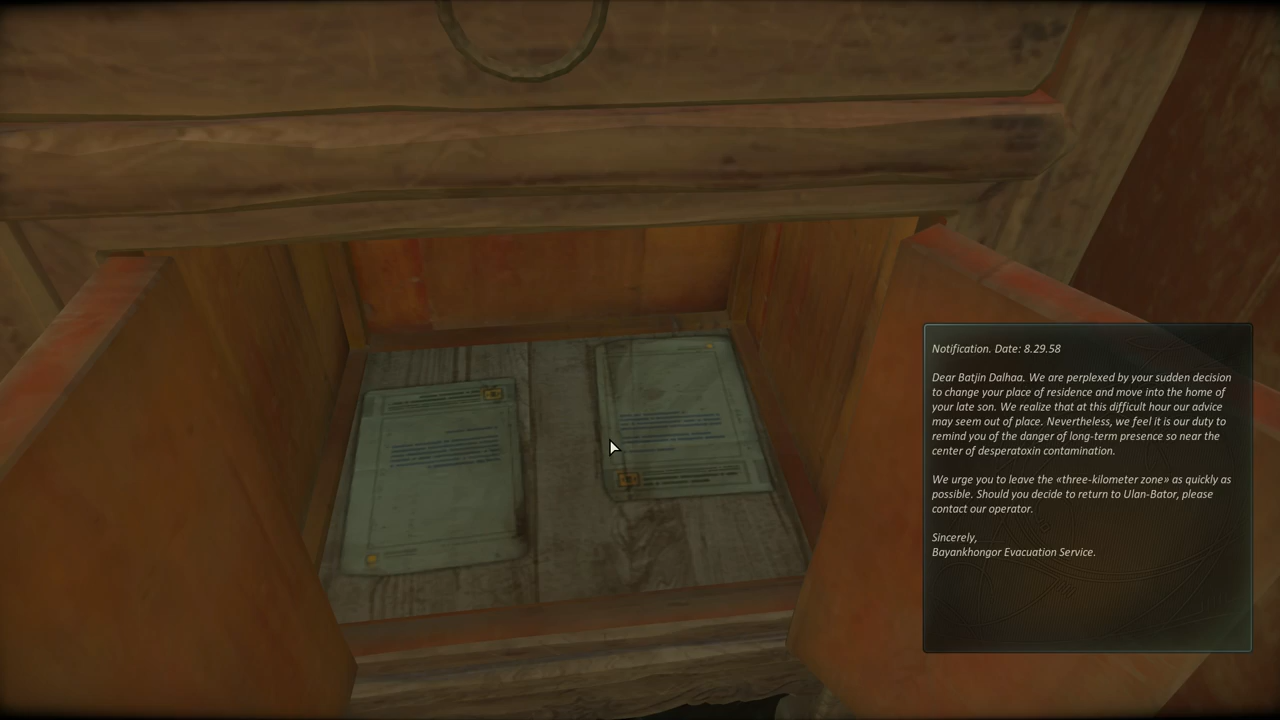 Notification. Date: 8.29.58
Dear Batjin Dalhaa. We are perplexed by your sudden decision
to change your place of residence and move into the home of
your late son. We realize that at this difficult hour our advice
may seem out of place. Nevertheless, we feel it is our duty to
remind you of the danger of long-term presence so near the
center of desperatoxin contamination.
We urge you to leave the «three-kilometer zone» as quickly as
possible. Should you decide to return to Ulan-Bator, please
contact our operator.
Sincerely,
Bayankhongor Evacuation Service.